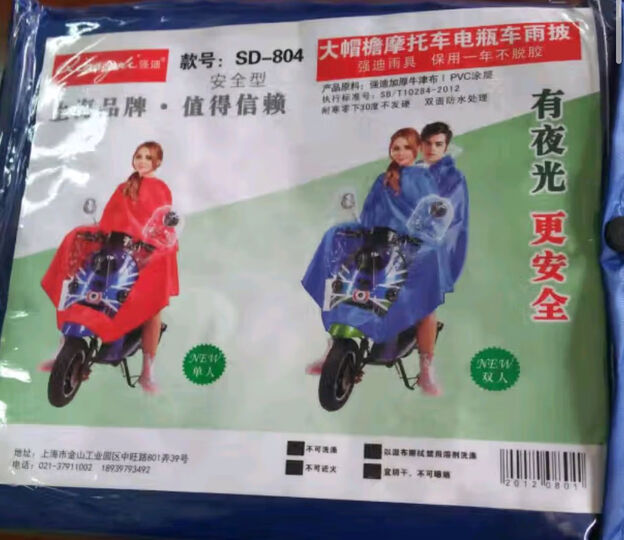 强迪
款号：SD-804
安全型
大帽檐摩托车电瓶车雨披
强迪雨具 保用一年不脱胶
产品原料：强迪加厚牛津布 | PVC涂层
执行标准号：SB/T10284-2012
耐寒零下30度不发硬 双面防水处理
上海品牌·值得信赖
有夜光
更安全
NEW
单人
NEW
双人
地址：上海市金山工业园区中旺路801弄39号
电话：021-37911002 18939793492
不可洗涤
不可近火
以湿布擦拭禁用溶剂洗涤
宜阴干、不可曝晒
20120801